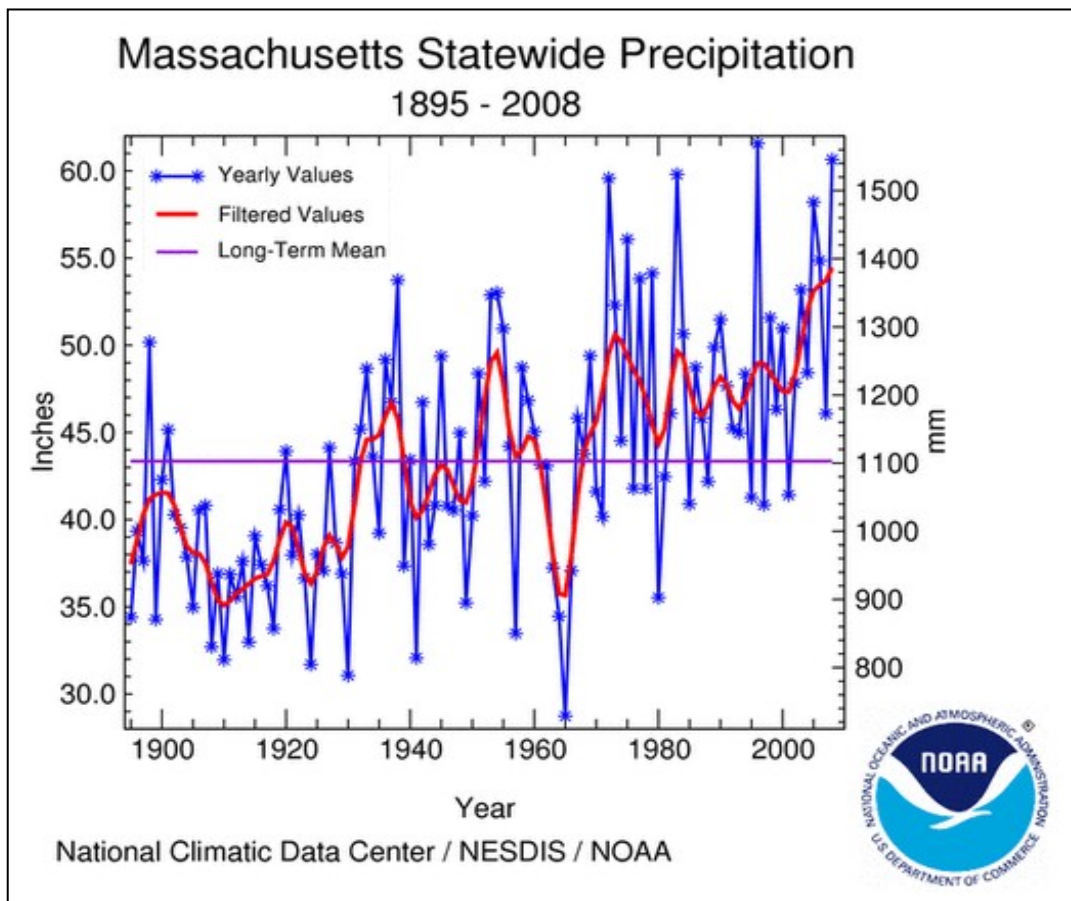 Massachusetts Statewide Precipitation
1895 - 2008
Yearly Values
Filtered Values
Long-Term Mean
60.0
55.0
50.0
45.0
40.0
35.0
30.0
Inches
1500
1400
1300
1200
1100
1000
900
800
mm
1900 1920 1940 1960 1980 2000
Year
National Climatic Data Center / NESDIS / NOAA
NATIONAL OCEANIC AND ATMOSPHERIC ADMINISTRATION
NOAA
U.S. DEPARTMENT OF COMMERCE
®